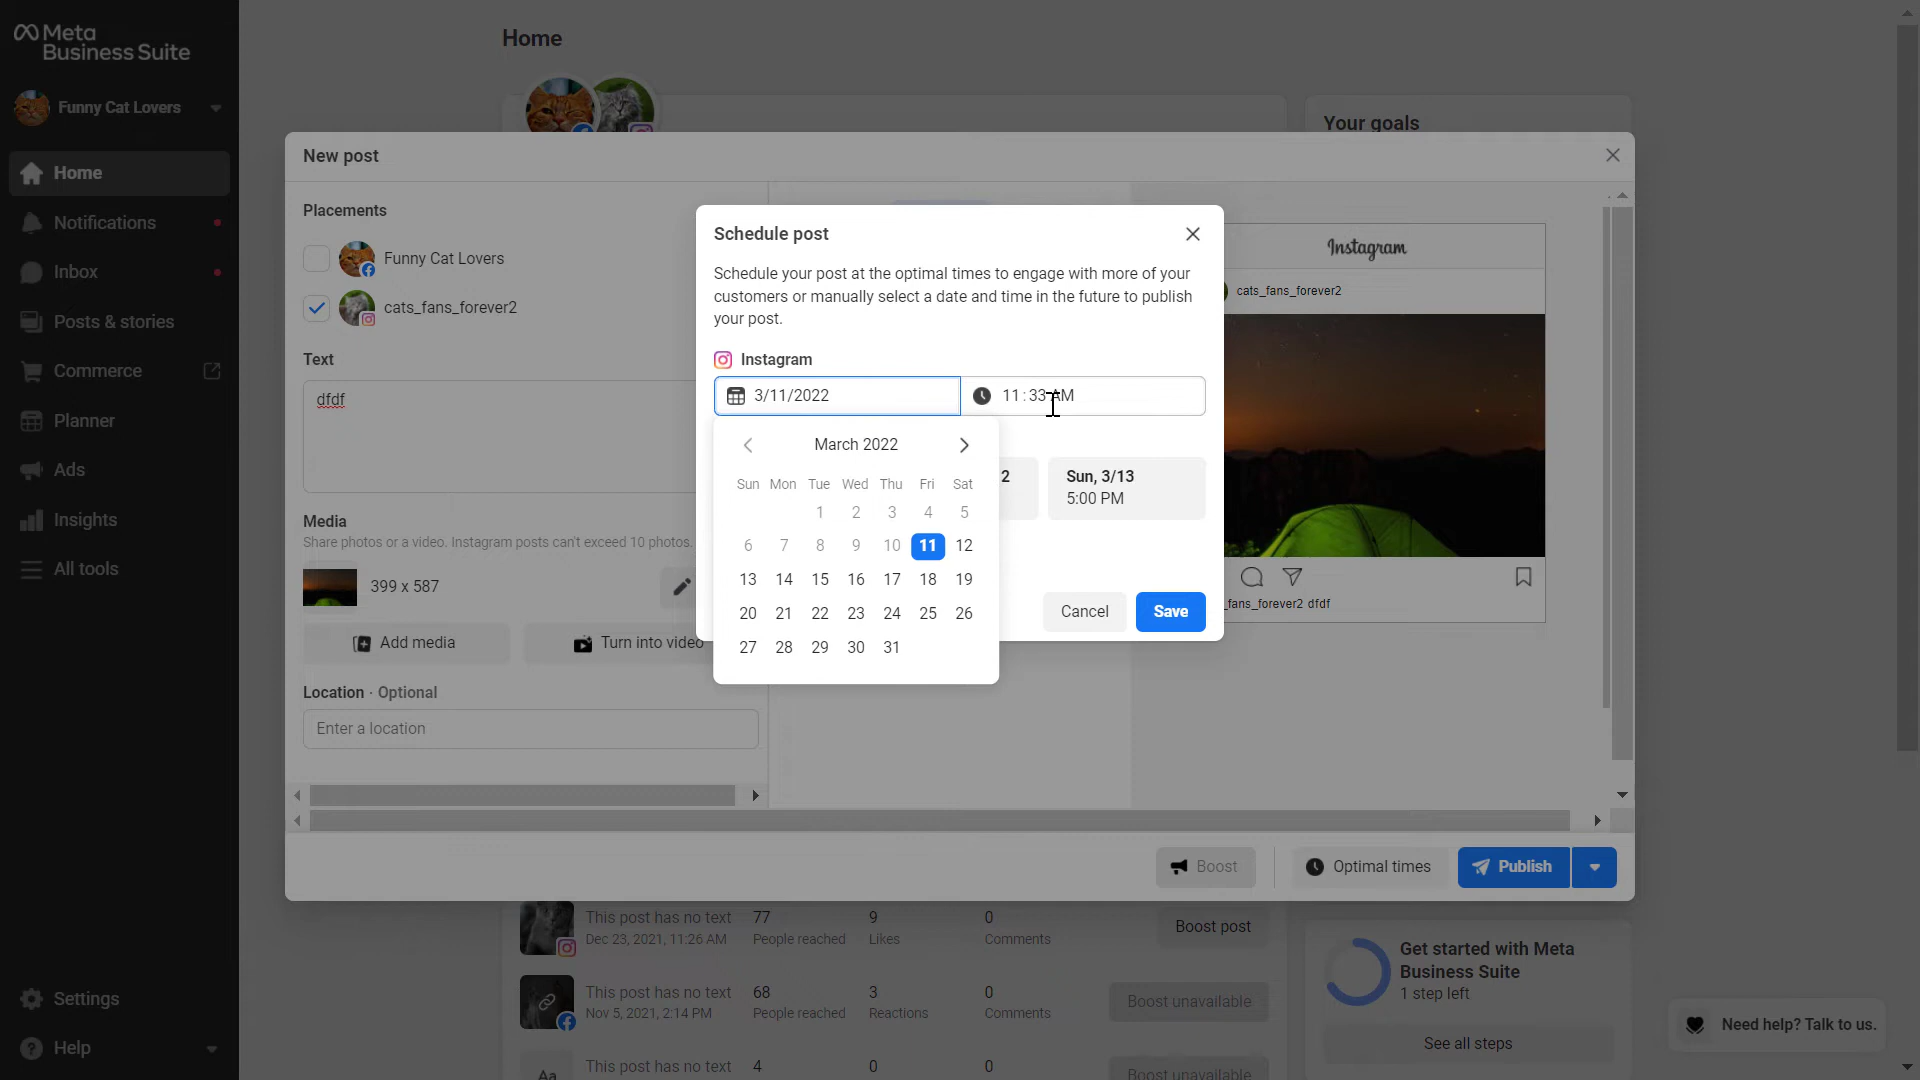 Meta
Business Suite
Funny Cat Lovers
Home
Notifications
Inbox
Posts & stories
Commerce
Planner
Ads
Insights
All tools
Settings
Help
Home
Your goals
New post
Placements
Funny Cat Lovers
cats_fans_forever2
Text
dfdf
Media
Share photos or a video. Instagram posts can't exceed 10 photos.
399 x 587
Add media
Turn into video
Location · Optional
Enter a location
Schedule post
Schedule your post at the optimal times to engage with more of your
customers or manually select a date and time in the future to publish
your post.
Instagram
3/11/2022
11:33 AM
March 2022
Sun Mon Tue Wed Thu Fri Sat
1 2 3 4 5
6 7 8 9 10 11 12
13 14 15 16 17 18 19
20 21 22 23 24 25 26
27 28 29 30 31
2
Sun, 3/13
5:00 PM
Cancel
Save
Instagram
cats_fans_forever2
_fans_forever2 dfdf
Boost
Optimal times
Publish
This post has no text 77 9 0
Dec 23, 2021, 11:26 AM People reached Likes Comments
Boost post
This post has no text 68 3 0
Nov 5, 2021, 2:14 PM People reached Reactions Comments
Boost unavailable
Aa
This post has no text 4 0 0
People reached Reactions Comments
Boost unavailable
Get started with Meta
Business Suite
1 step left
See all steps
Need help? Talk to us.